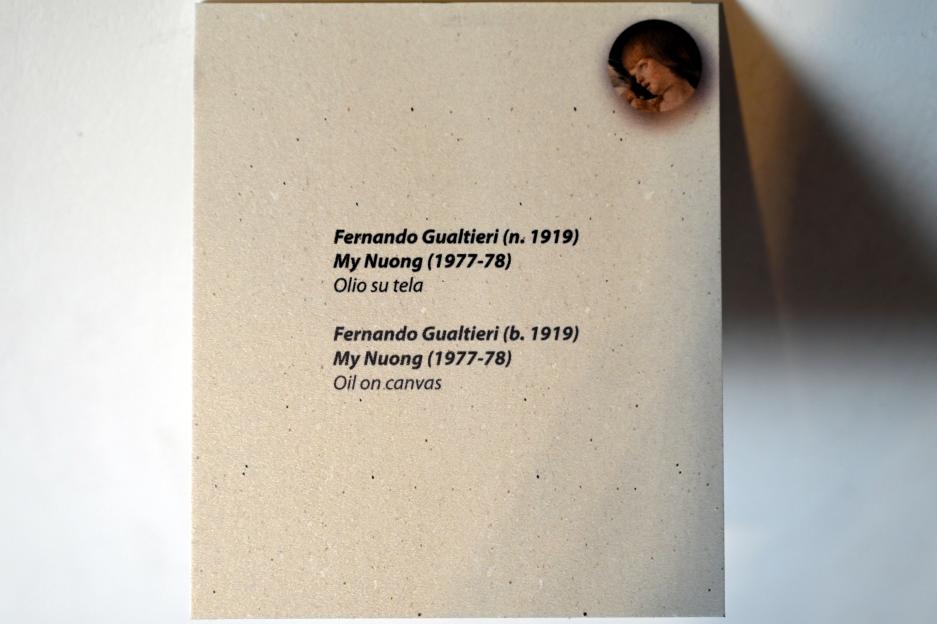 Fernando Gualtieri (n. 1919)
My Nuong (1977-78)
Olio su tela
Fernando Gualtieri (b. 1919)
My Nuong (1977-78)
Oil on canvas